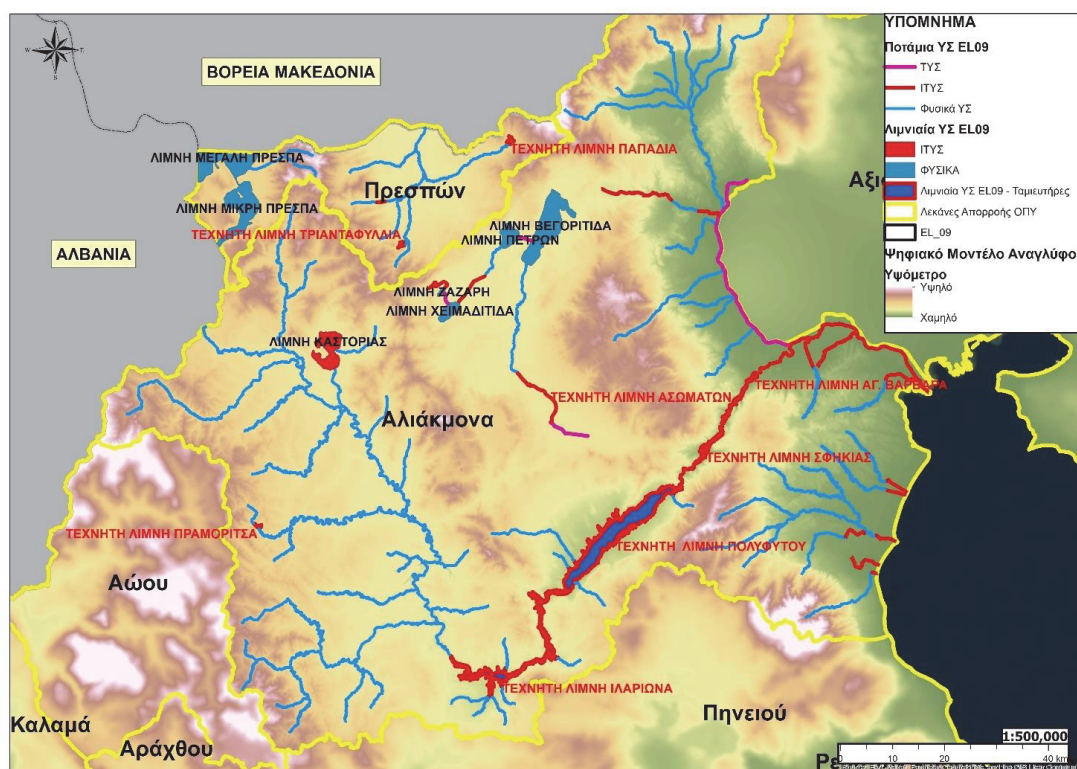 ΒΟΡΕΙΑ ΜΑΚΕΔΟΝΙΑ
ΛΙΜΝΗ ΜΕΓΑΛΗ ΠΡΕΣΠΑ
ΤΕΧΝΗΤΗ ΛΙΜΝΗ ΠΑΠΑΔΙΑ
Πρεσπών
ΛΙΜΝΗ ΜΙΚΡΗ ΠΡΕΣΠΑ
ΤΕΧΝΗΤΗ ΛΙΜΝΗ ΤΡΙΑΝΤΑΦΥΛΛΙΑ
ΛΙΜΝΗ ΒΕΓΟΡΙΤΙΔΑ
ΛΙΜΝΗ ΠΕΤΡΩΝ
ΑΛΒΑΝΙΑ
ΛΙΜΝΗ ΖΑΖΑΡΗ
ΛΙΜΝΗ ΧΕΙΜΑΔΙΤΙΔΑ
ΛΙΜΝΗ ΚΑΣΤΟΡΙΑΣ
ΤΕΧΝΗΤΗ ΛΙΜΝΗ ΑΓ. ΒΑΡΒΑΡΑ
ΤΕΧΝΗΤΗ ΛΙΜΝΗ ΑΣΩΜΑΤΩΝ
Αλιάκμονα
ΤΕΧΝΗΤΗ ΛΙΜΝΗ ΣΦΗΚΙΑΣ
ΤΕΧΝΗΤΗ ΛΙΜΝΗ ΠΡΑΜΟΡΙΤΣΑ
ΤΕΧΝΗΤΗ ΛΙΜΝΗ ΠΟΛΥΦΥΤΟΥ
Αώου
ΤΕΧΝΗΤΗ ΛΙΜΝΗ ΙΛΑΡΙΩΝΑ
Πηνειού
Καλαμά
Αράχθου
Αξι
ΥΠΟΜΝΗΜΑ
Ποτάμια ΥΣ EL09
ΤΥΣ
ΙΤΥΣ
Φυσικά ΥΣ
Λιμνιαία ΥΣ EL09
ΙΤΥΣ
ΦΥΣΙΚΑ
Λιμνιαία ΥΣ EL09 - Ταμιευτήρες
Λεκάνες Απορροής ΟΠΥ
EL_09
Ψηφιακό Μοντέλο Αναγλύφο
Υψόμετρο
Υψηλό
Χαμηλό
1:500,000
0 10 20 40 km